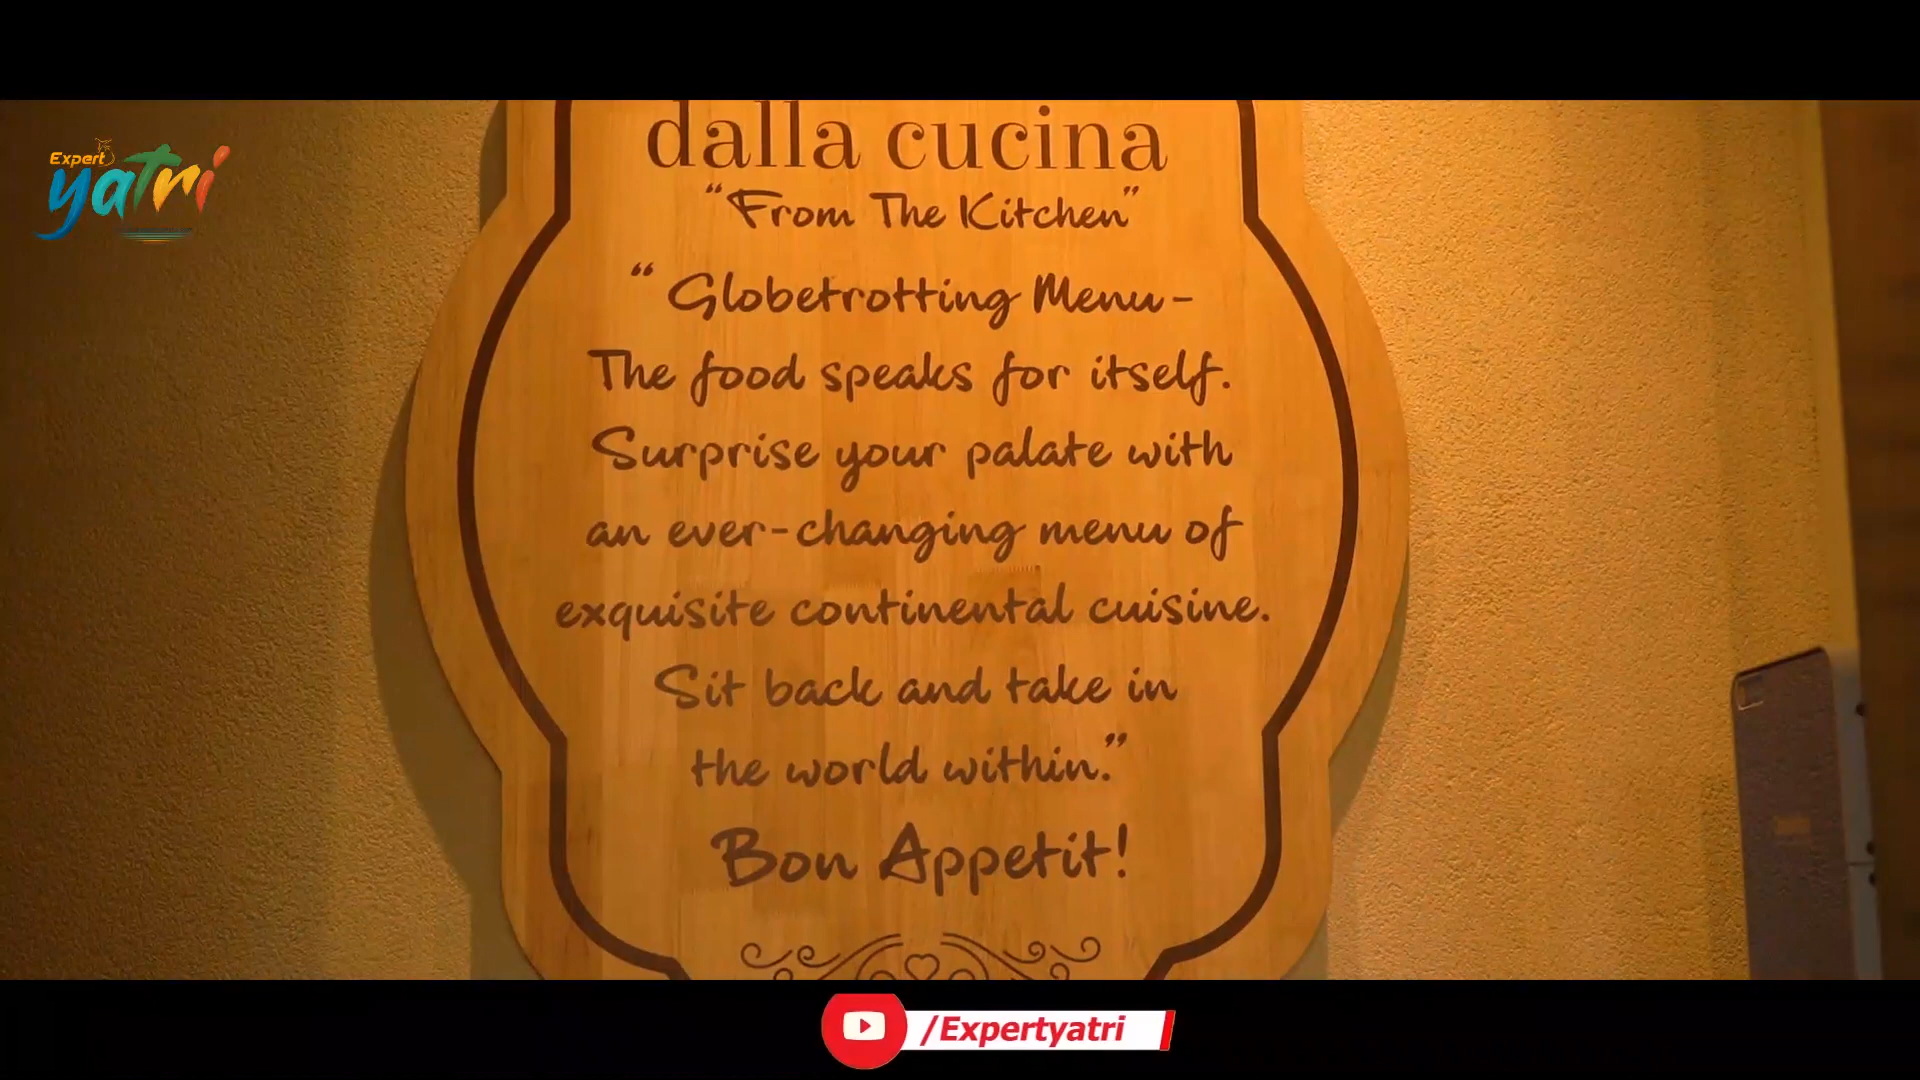 Expert
yatri
dalla cucina
"From The Kitchen"
"Globetrotting Menu-
The food speaks for itself.
Surprise your palate with
an ever-changing menu of
exquisite continental cuisine.
Sit back and take in
the world within."
Bon Appetit!
/Expertyatri